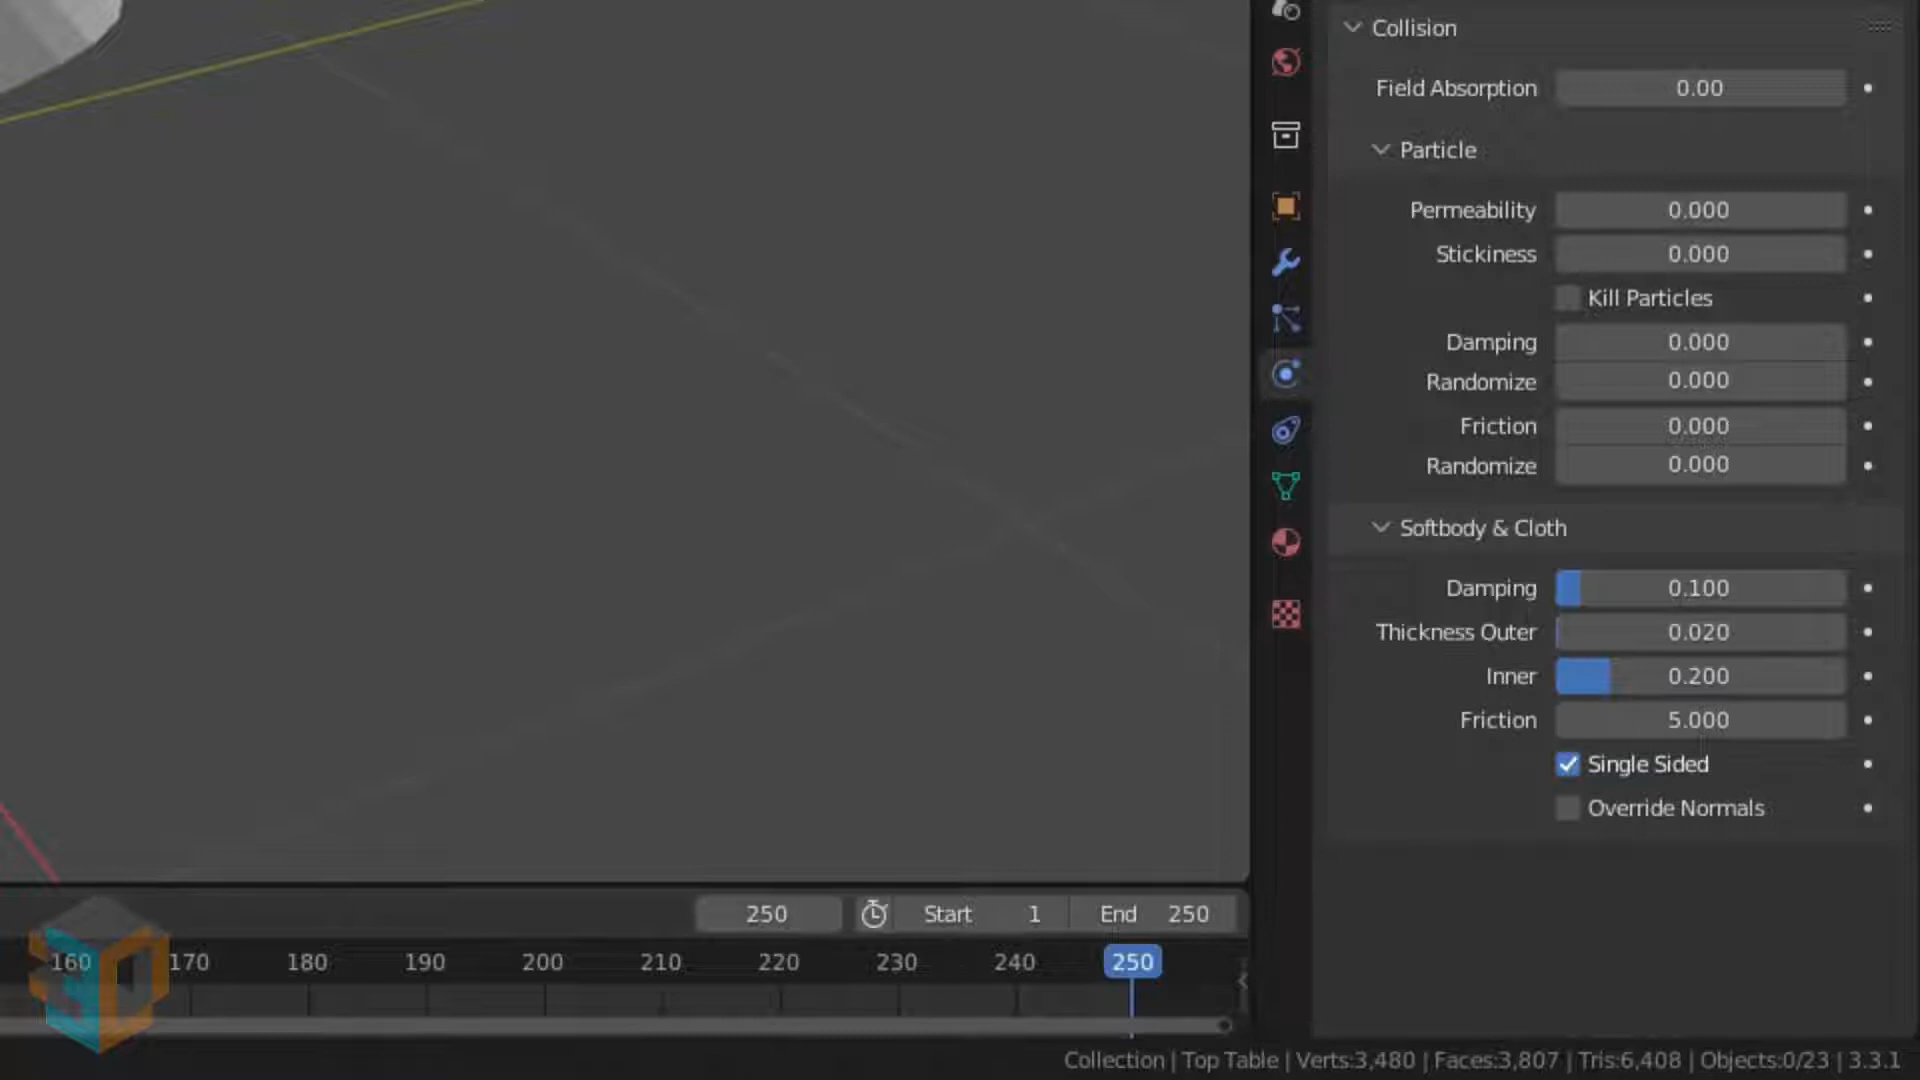 Collision
Field Absorption 0.00
Particle
Permeability 0.000
Stickiness 0.000
Kill Particles
Damping 0.000
Randomize 0.000
Friction 0.000
Randomize 0.000
Softbody & Cloth
Damping 0.100
Thickness Outer 0.020
Inner 0.200
Friction 5.000
Single Sided
Override Normals
250 Start 1 End 250
160 170 180 190 200 210 220 230 240 250
3D
Collection | Top Table | Verts:3,480 | Faces:3,807 | Tris:6,408 | Objects:0/23 | 3.3.1